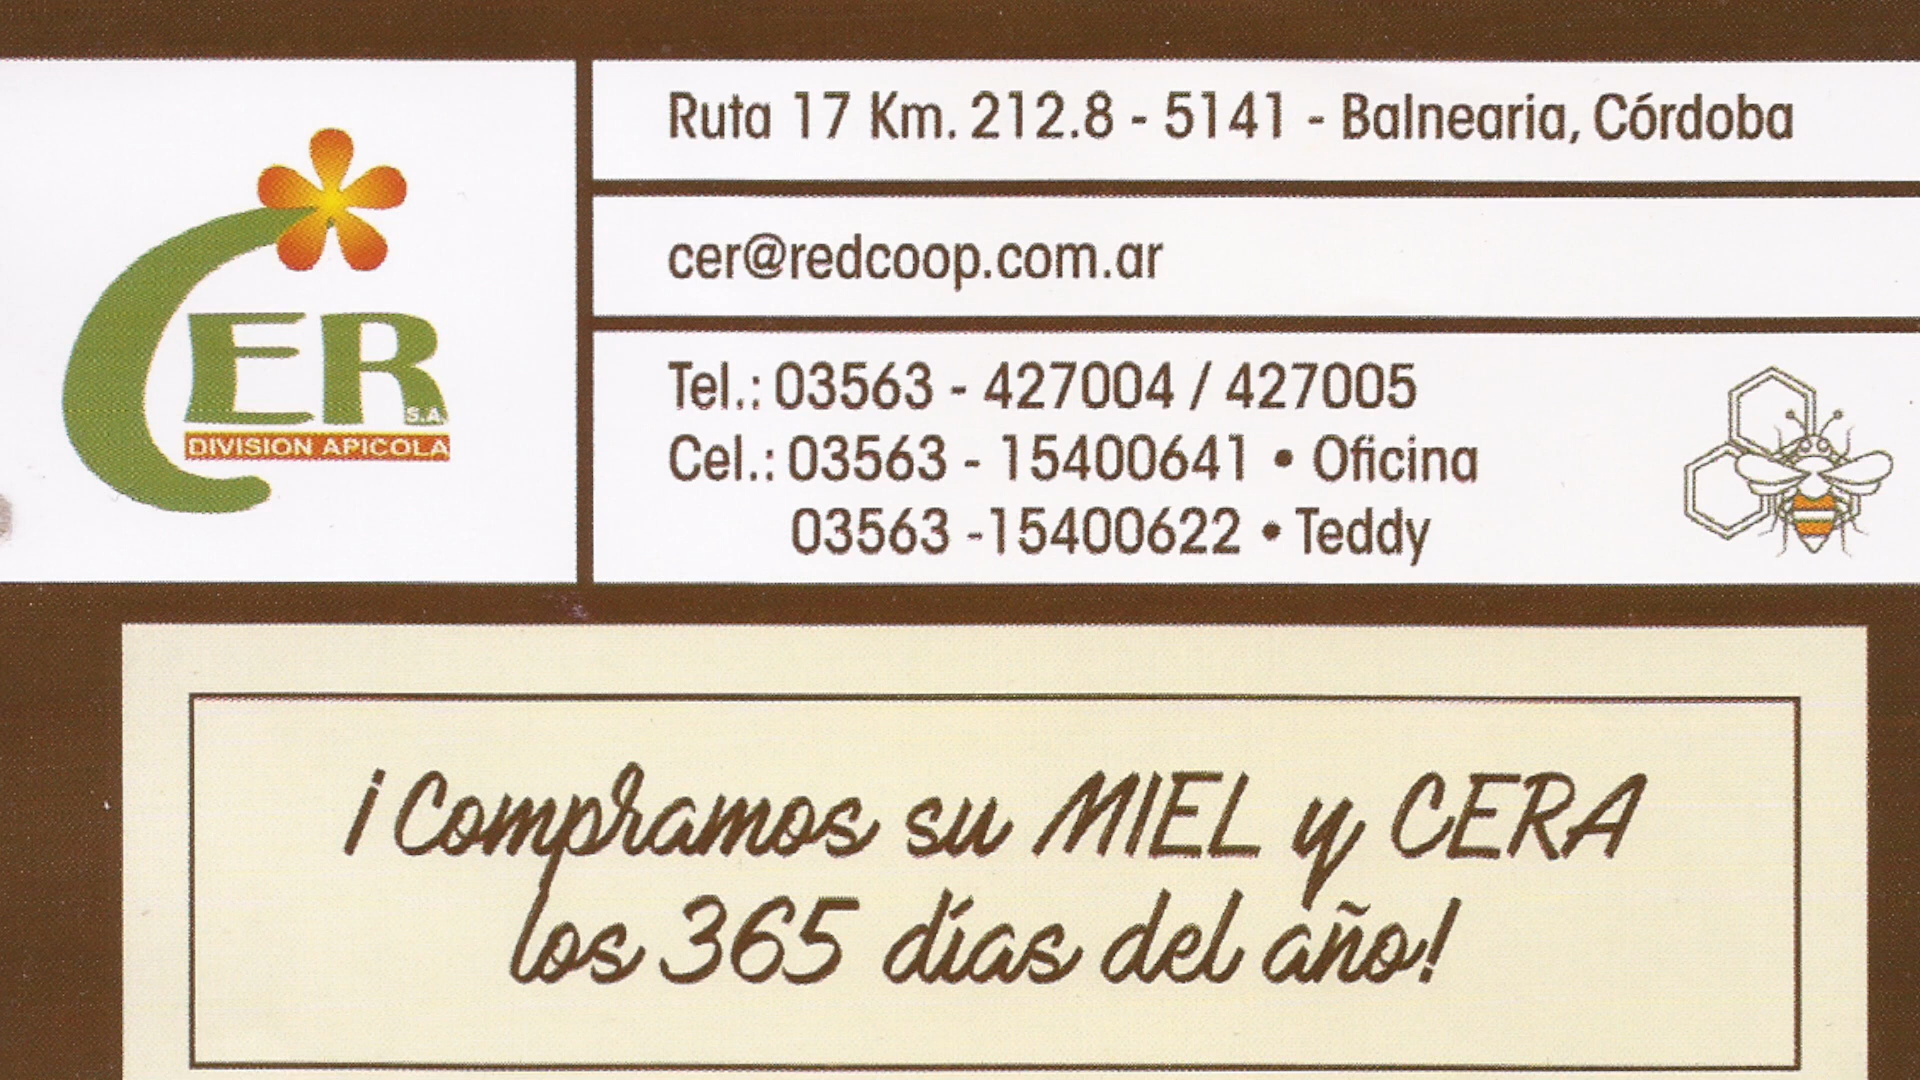 CER
S.A.
DIVISION APICOLA
Ruta 17 Km. 212.8 - 5141 - Balnearia, Córdoba
cer@redcoop.com.ar
Tel.: 03563 - 427004 / 427005
Cel.: 03563 - 15400641 • Oficina
03563 -15400622 • Teddy
¡Compramos su MIEL y CERA
los 365 días del año!